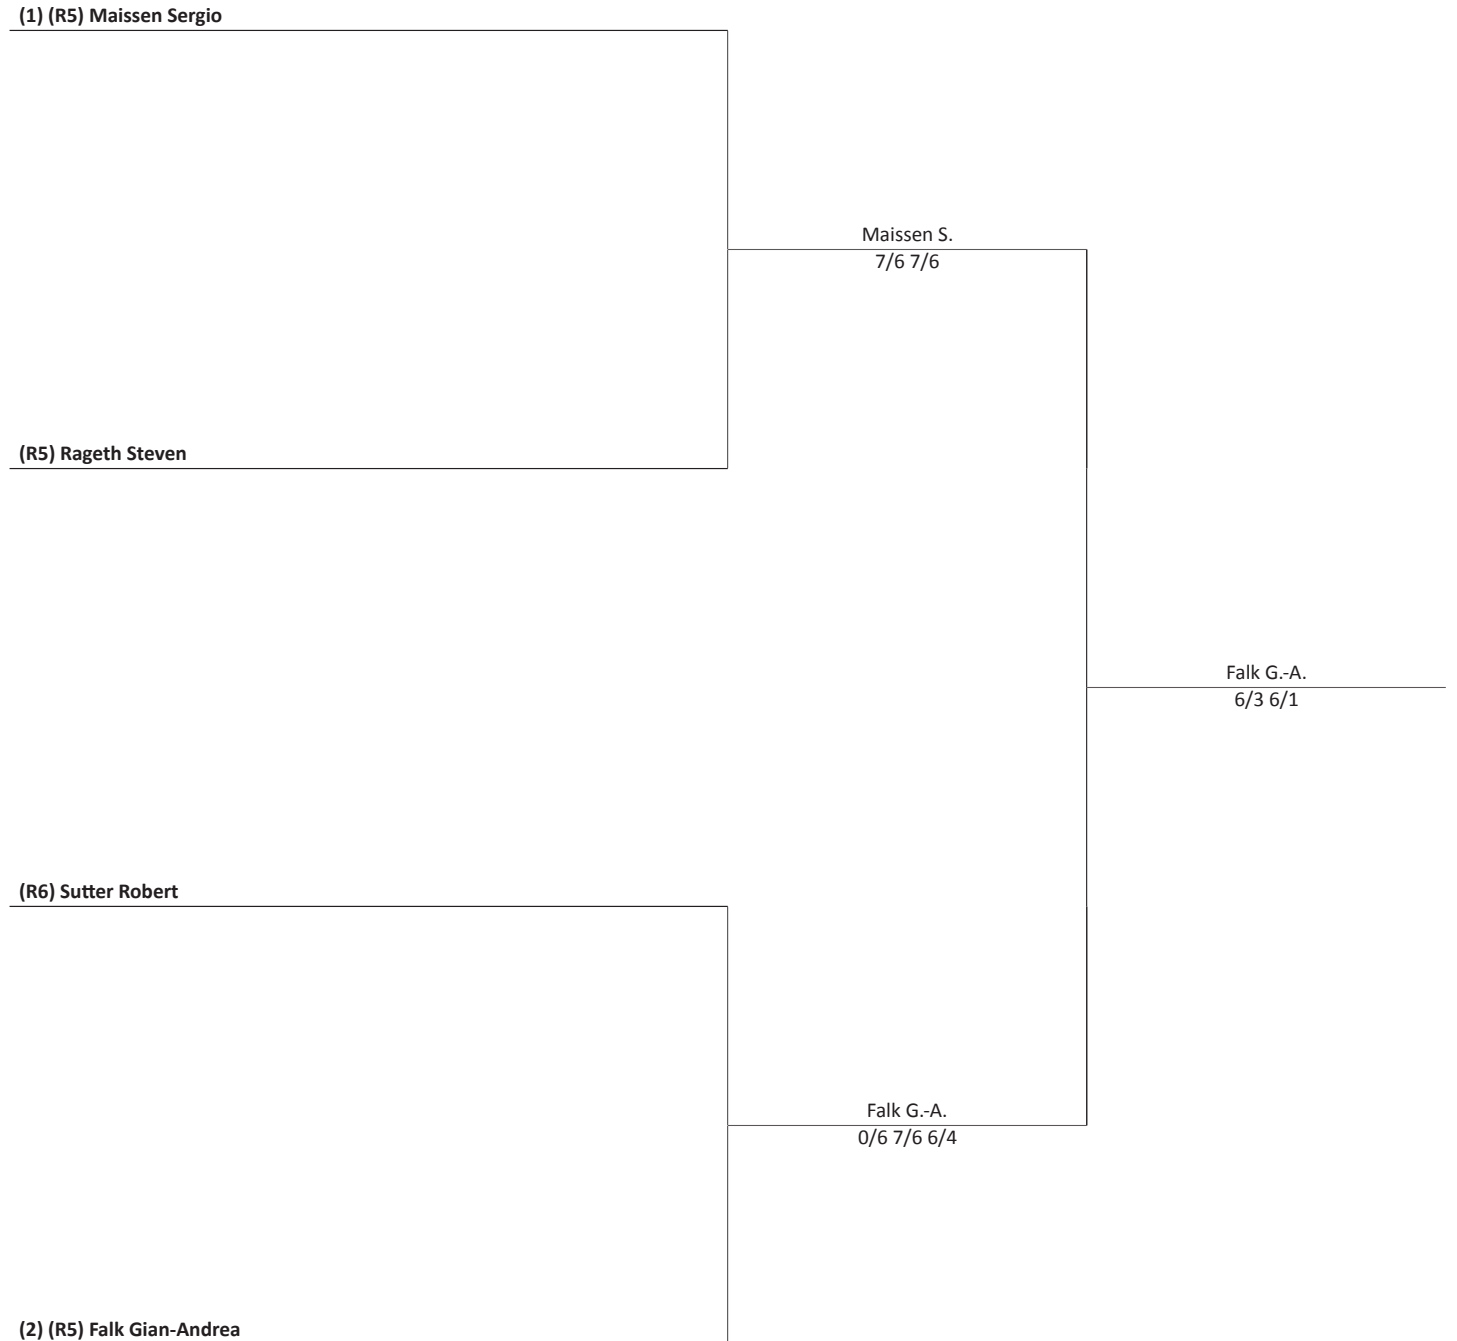 (1) (R5) Maissen Sergio
Maissen S.
7/6 7/6
(R5) Rageth Steven
Falk G.-A.
6/3 6/1
(R6) Sutter Robert
Falk G.-A.
0/6 7/6 6/4
(2) (R5) Falk Gian-Andrea